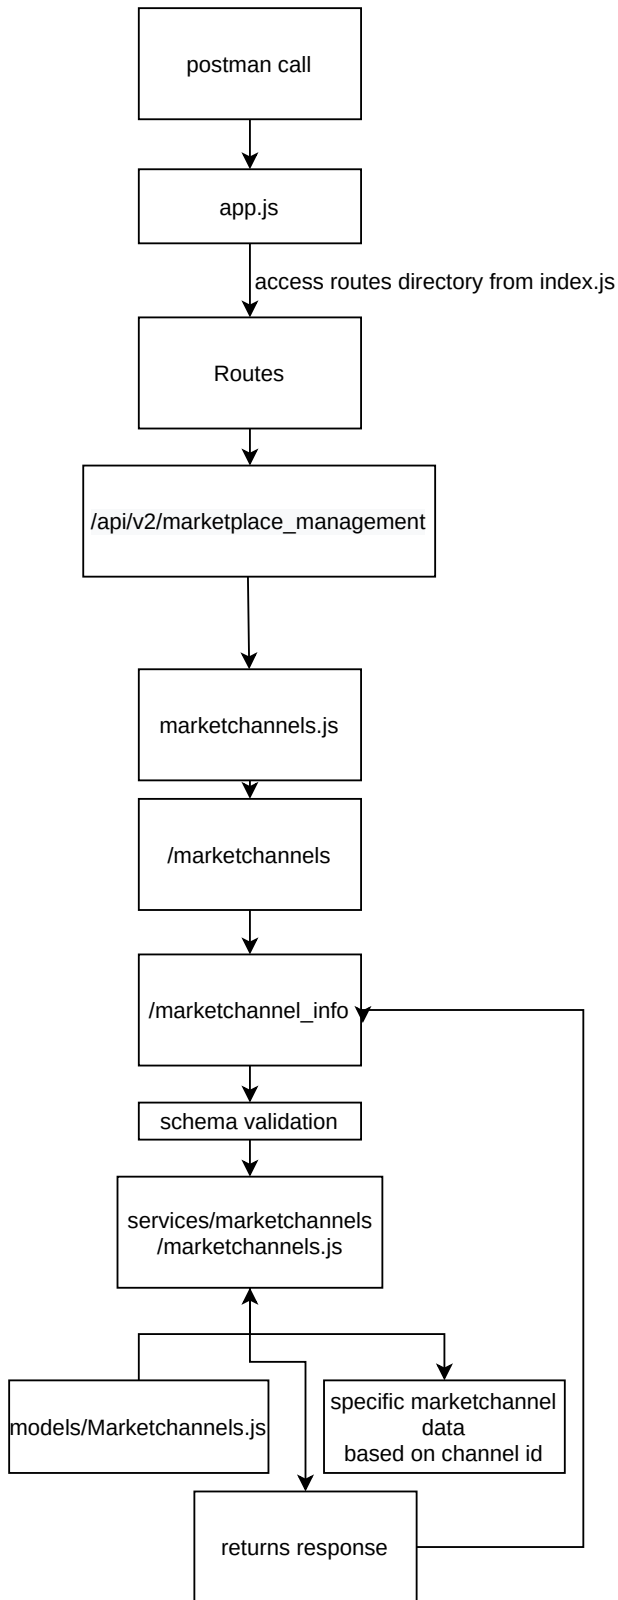 postman call
app.js
access routes directory from index.js
Routes
/api/v2/marketplace_management
marketchannels.js
/marketchannels
/marketchannel_info
schema validation
services/marketchannels
/marketchannels.js
models/Marketchannels.js
specific marketchannel
data
based on channel id
returns response